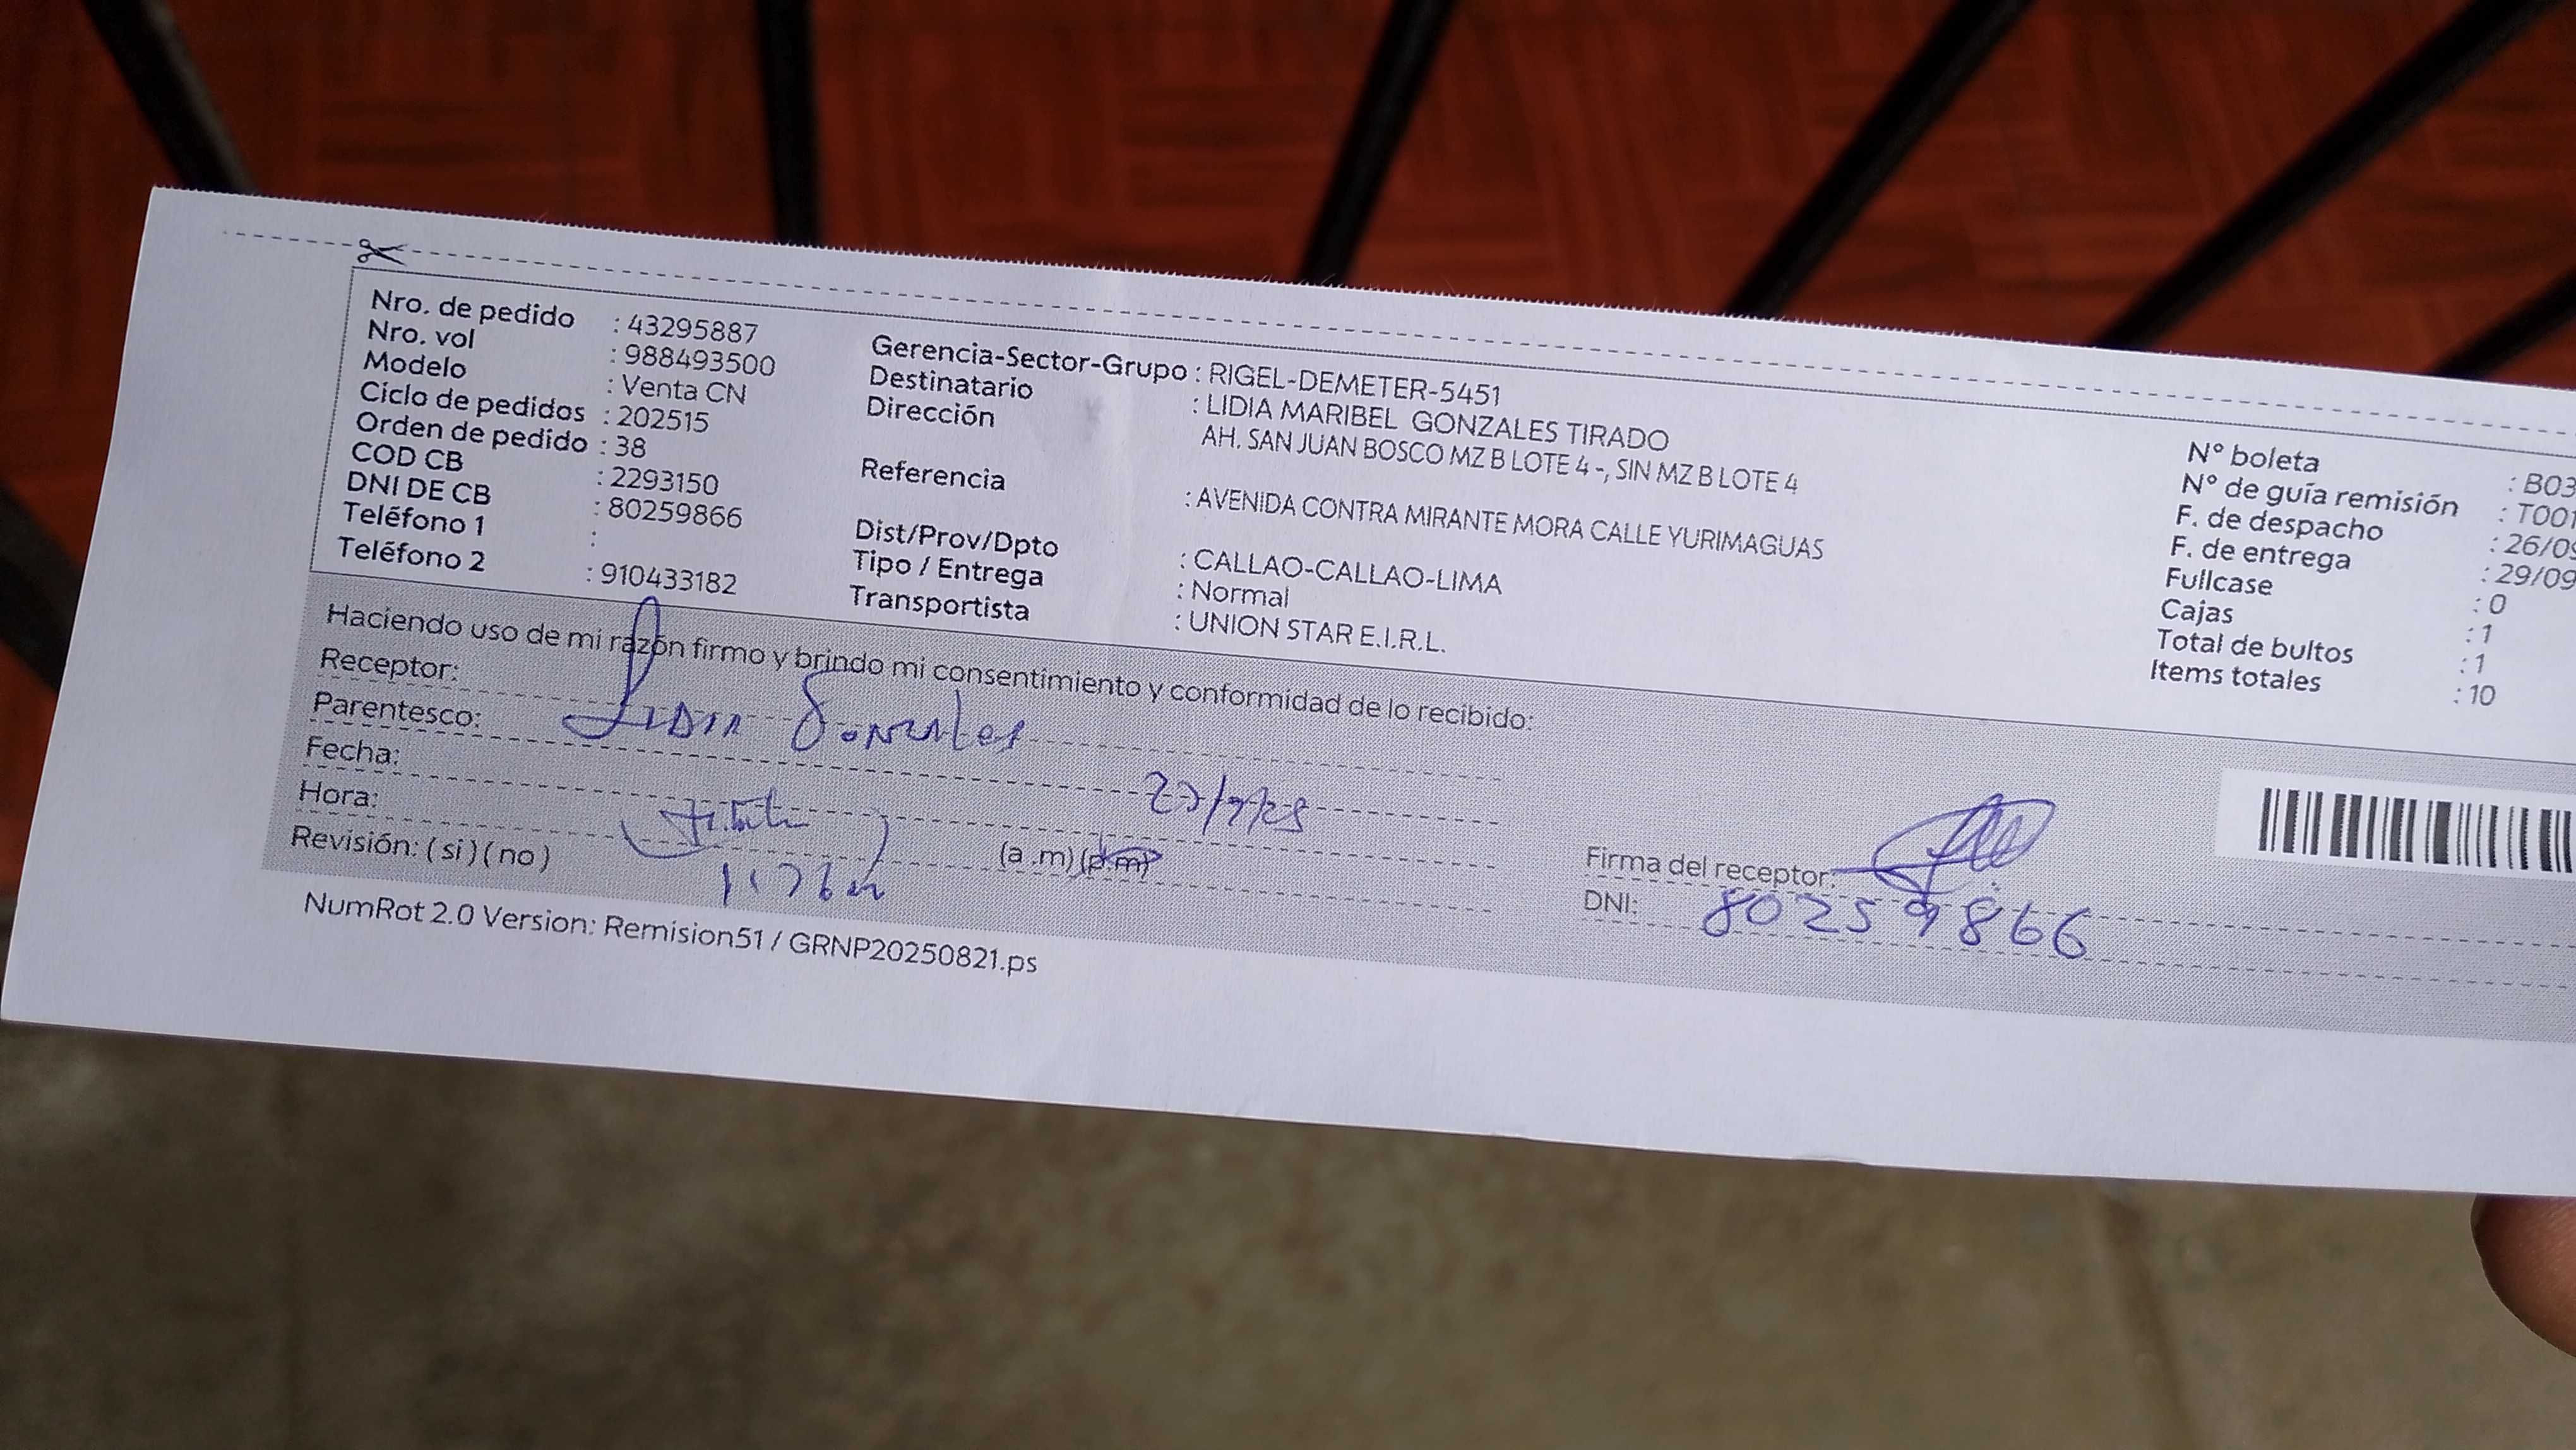 Nro. de pedido : 43295887
Nro. vol : 988493500
Modelo : Venta CN
Ciclo de pedidos : 202515
Orden de pedido : 38
COD CB : 2293150
DNI DE CB : 80259866
Teléfono 1 :
Teléfono 2 : 910433182
Gerencia-Sector-Grupo : RIGEL-DEMETER-5451
Destinatario : LIDIA MARIBEL GONZALES TIRADO
Dirección AH. SAN JUAN BOSCO MZ B LOTE 4 -, SIN MZ B LOTE 4
Referencia : AVENIDA CONTRA MIRANTE MORA CALLE YURIMAGUAS
Dist/Prov/Dpto : CALLAO-CALLAO-LIMA
Tipo / Entrega : Normal
Transportista : UNION STAR E.I.R.L.
N° boleta : B03
N° de guía remisión : T001
F. de despacho : 26/09
F. de entrega : 29/09
Fullcase : 0
Cajas : 1
Total de bultos : 1
Items totales : 10
Haciendo uso de mi razón firmo y brindo mi consentimiento y conformidad de lo recibido:
Receptor: Lidia Gonzales
Parentesco:
Fecha:
Hora: (a .m) (p.m)
Revisión: ( si ) ( no )
Firma del receptor:
DNI: 80259866
NumRot 2.0 Version: Remision51 / GRNP20250821.ps